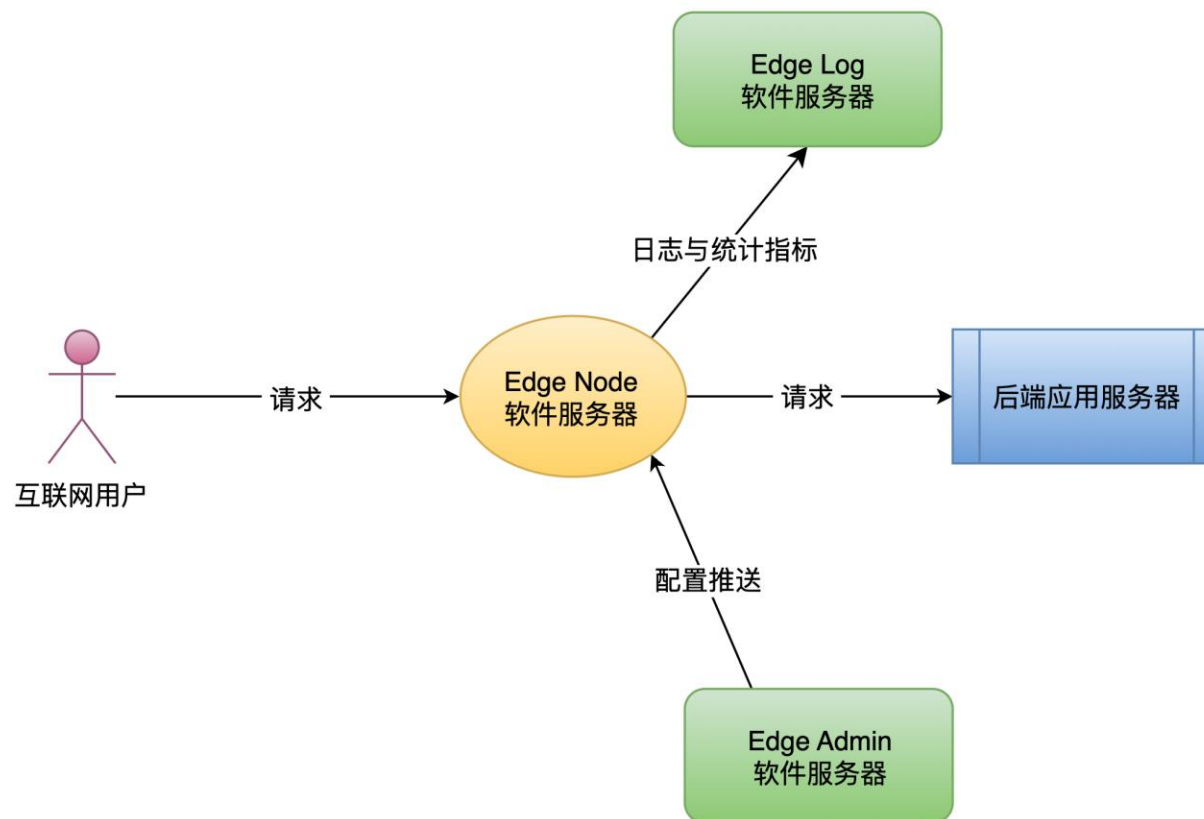 Edge Log
软件服务器
日志与统计指标
互联网用户
请求
Edge Node
软件服务器
请求
后端应用服务器
配置推送
Edge Admin
软件服务器